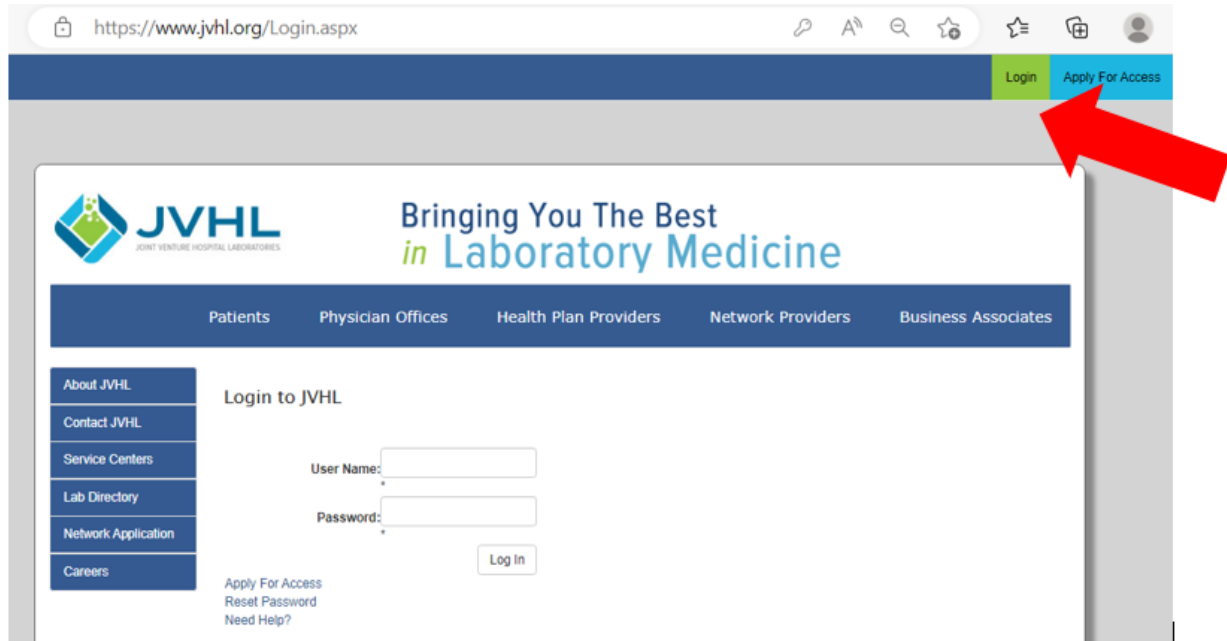 https://www.jvhl.org/Login.aspx
Login Apply For Access
JVHL
JOINT VENTURE HOSPITAL LABORATORIES
Bringing You The Best
in Laboratory Medicine
Patients Physician Offices Health Plan Providers Network Providers Business Associates
About JVHL
Contact JVHL
Service Centers
Lab Directory
Network Application
Careers
Login to JVHL
User Name:
*
Password:
*
Log In
Apply For Access
Reset Password
Need Help?